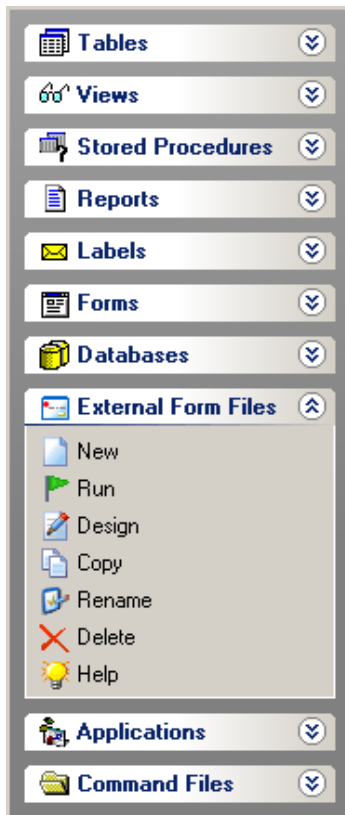 Tables
Views
Stored Procedures
Reports
Labels
Forms
Databases
External Form Files
New
Run
Design
Copy
Rename
Delete
Help
Applications
Command Files